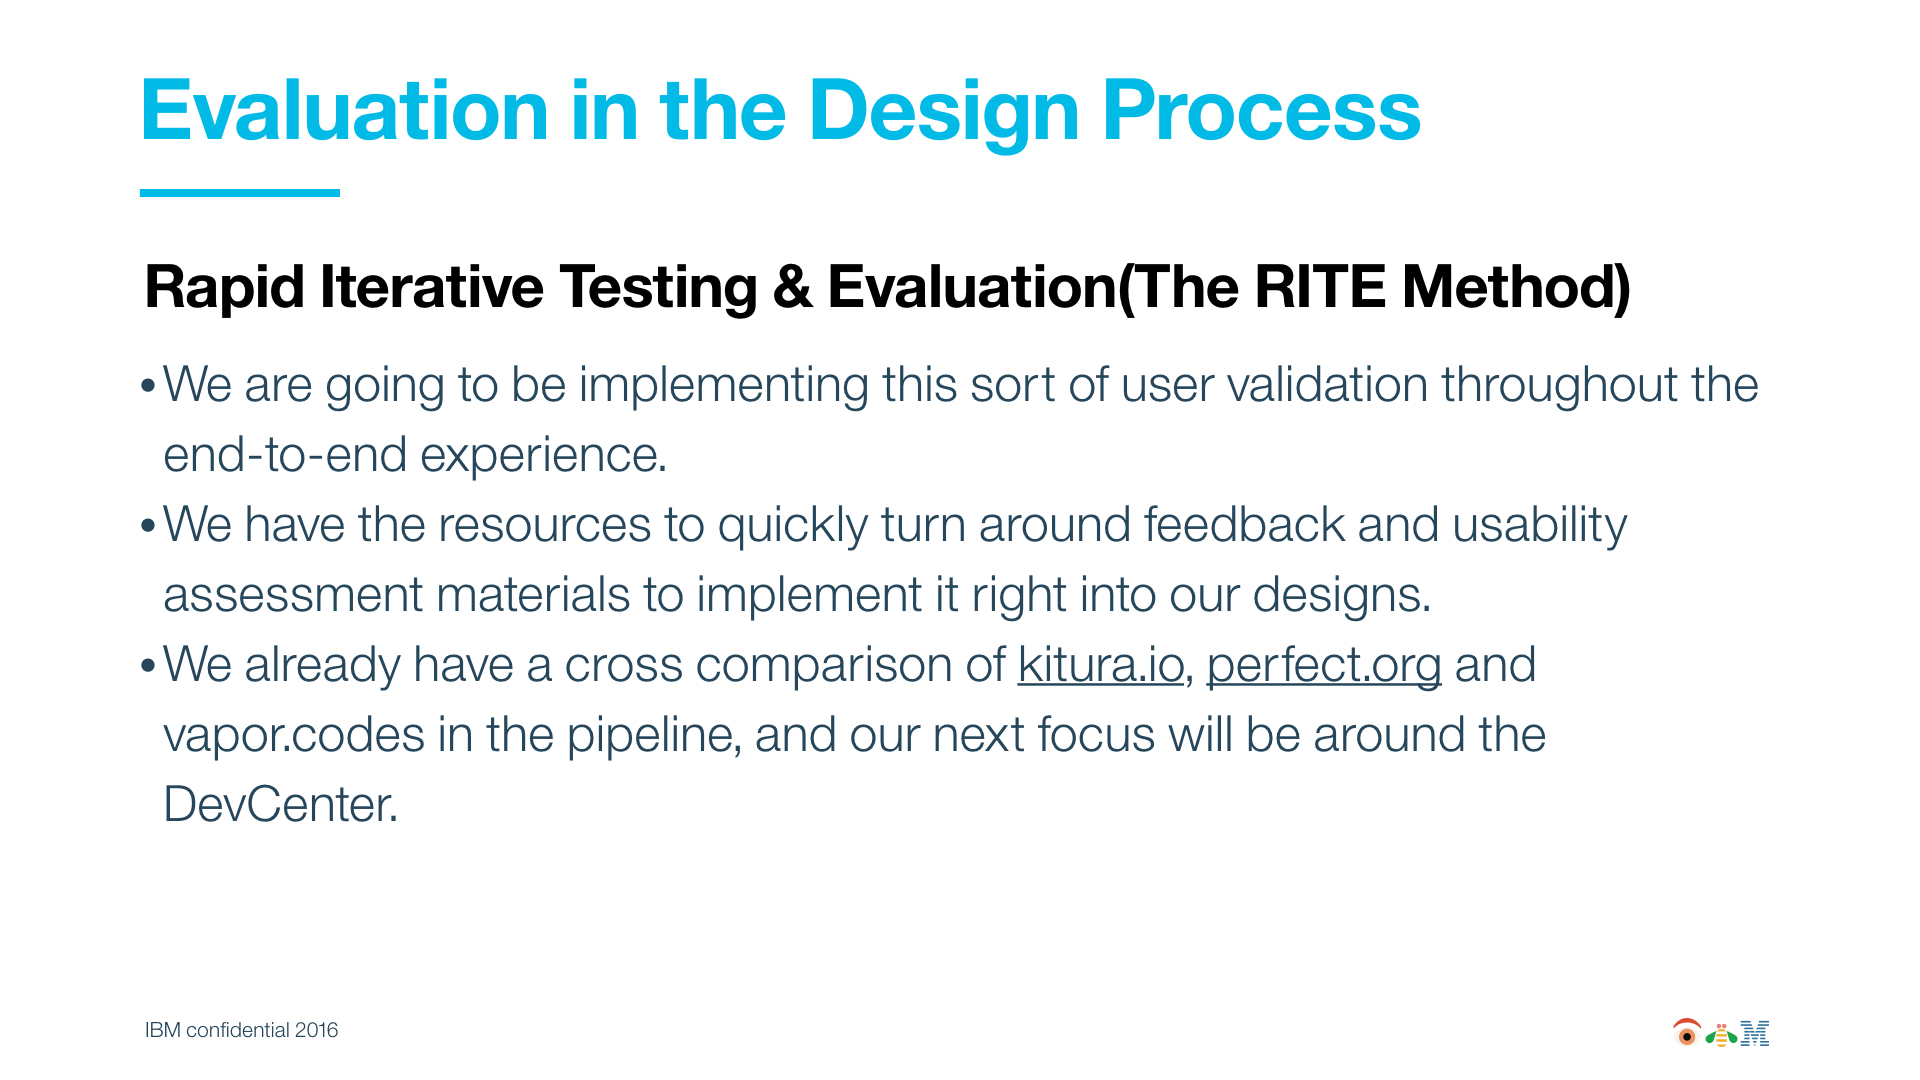 Evaluation in the Design Process
Rapid Iterative Testing & Evaluation(The RITE Method)
•We are going to be implementing this sort of user validation throughout the
end-to-end experience.
•We have the resources to quickly turn around feedback and usability
assessment materials to implement it right into our designs.
•We already have a cross comparison of kitura.io, perfect.org and
vapor.codes in the pipeline, and our next focus will be around the
DevCenter.
IBM confidential 2016
M